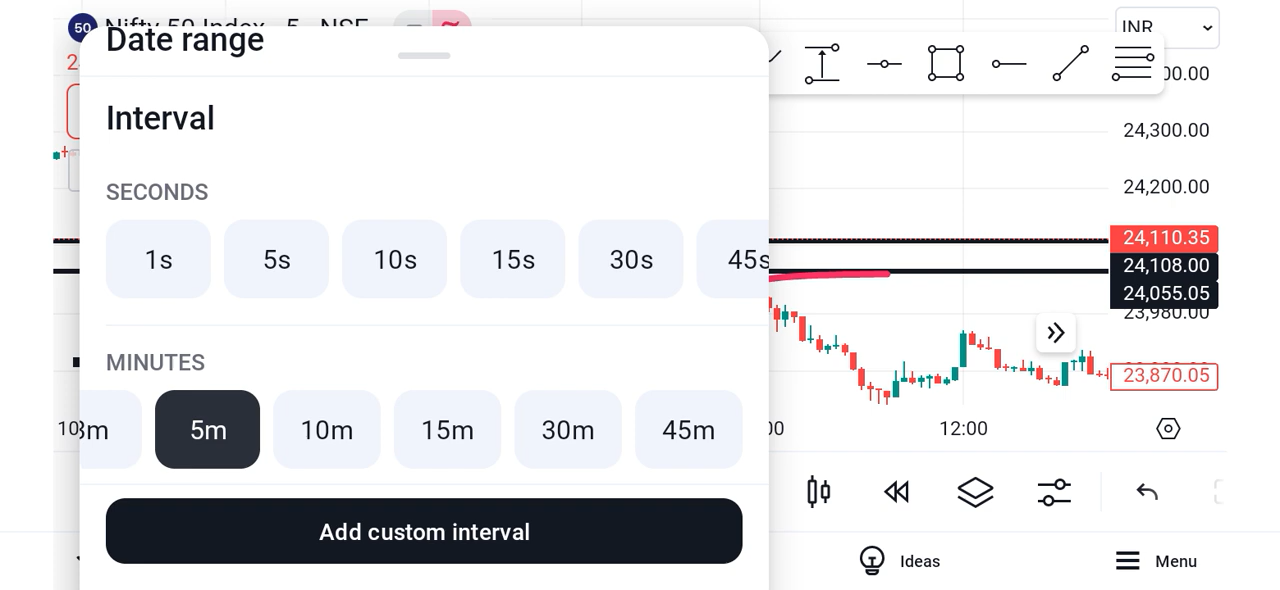 50 Nifty 50 Index · 5 · NSE
INR
Date range
Interval
SECONDS
1s 5s 10s 15s 30s 45s
MINUTES
3m 5m 10m 15m 30m 45m
Add custom interval
24,300.00
24,200.00
24,110.35
24,108.00
24,055.05
23,980.00
23,870.05
12:00
Ideas
Menu